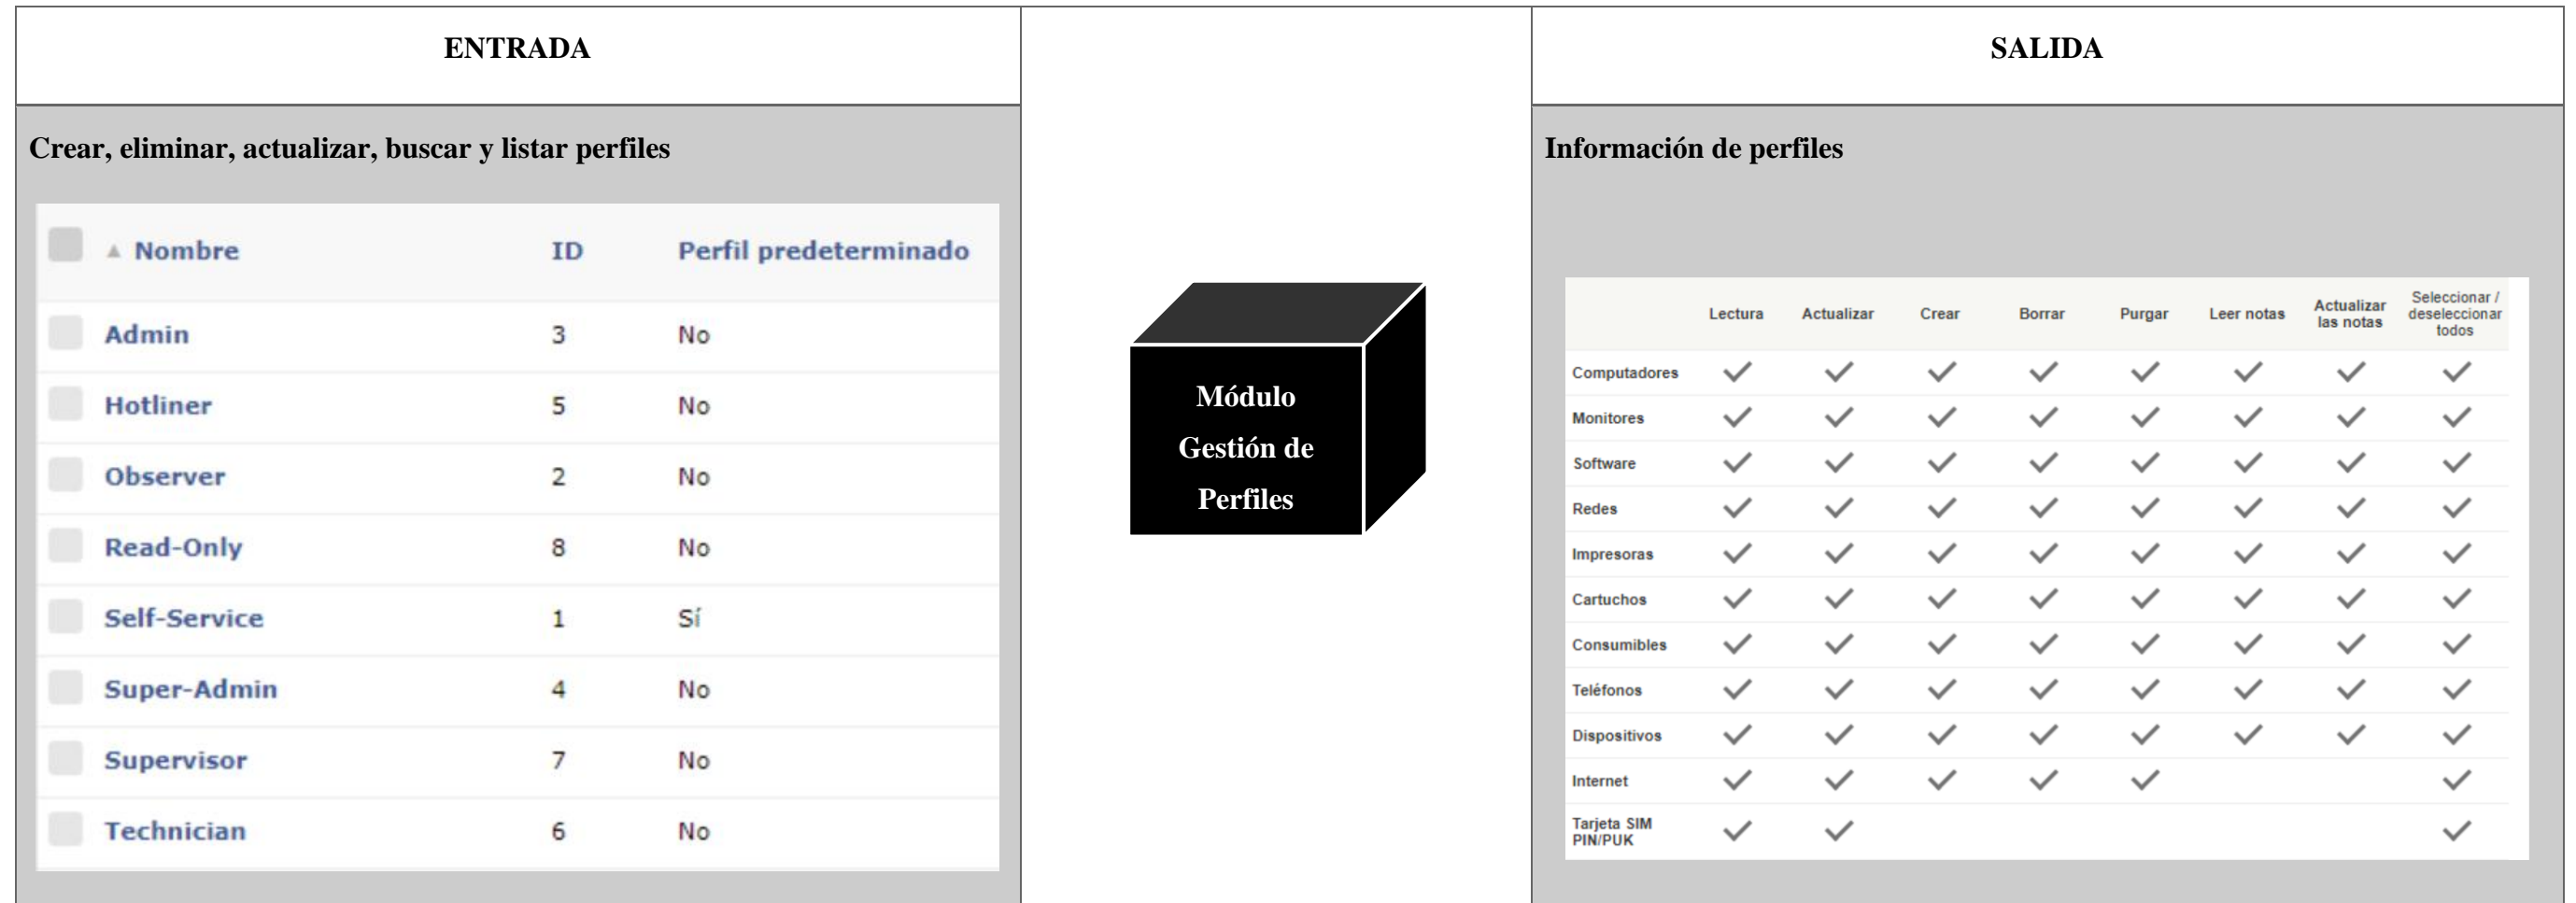 ENTRADA
SALIDA
Crear, eliminar, actualizar, buscar y listar perfiles
Nombre ID Perfil predeterminado
Admin 3 No
Hotliner 5 No
Observer 2 No
Read-Only 8 No
Self-Service 1 Sí
Super-Admin 4 No
Supervisor 7 No
Technician 6 No
Módulo
Gestión de
Perfiles
Información de perfiles
Lectura Actualizar Crear Borrar Purgar Leer notas Actualizar las notas Seleccionar / deseleccionar todos
Computadores
Monitores
Software
Redes
Impresoras
Cartuchos
Consumibles
Teléfonos
Dispositivos
Internet
Tarjeta SIM
PIN/PUK